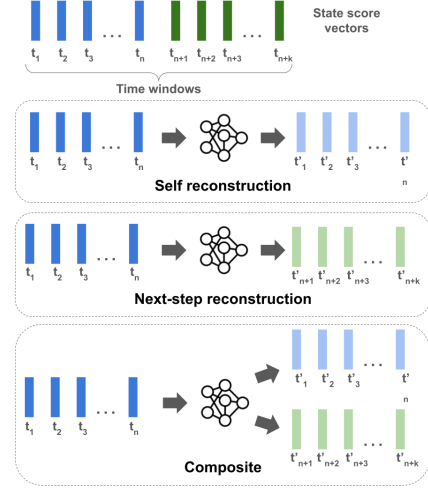 State score
vectors
t1 t2 t3 ... tn tn+1 tn+2 tn+3 ... tn+k
Time windows
t1 t2 t3 ... tn t'1 t'2 t'3 ... t'n
Self reconstruction
t1 t2 t3 ... tn t'n+1 t'n+2 t'n+3 ... t'n+k
Next-step reconstruction
t'1 t'2 t'3 ... t'n
t1 t2 t3 ... tn
t'n+1 t'n+2 t'n+3 ... t'n+k
Composite